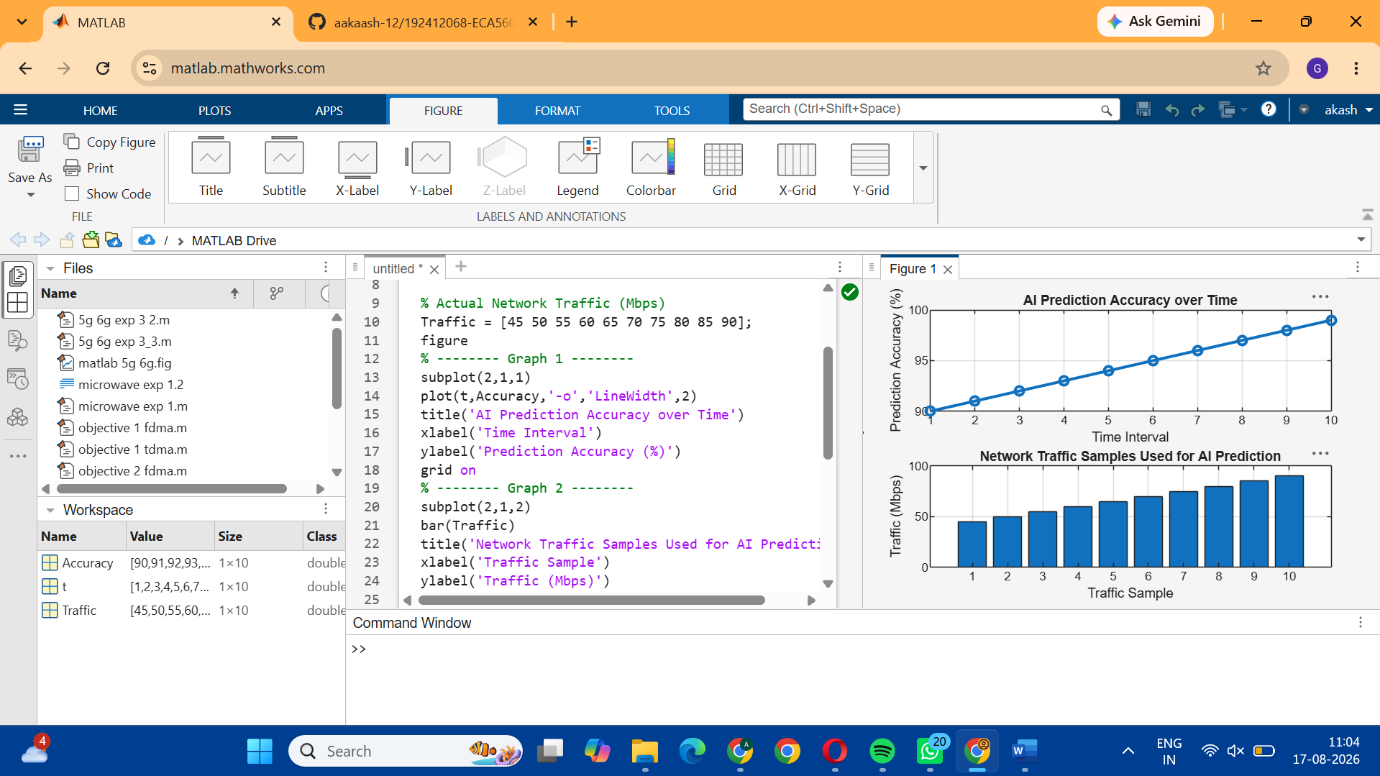 MATLAB
aakaash-12/192412068-ECA560
Ask Gemini
matlab.mathworks.com
G
HOME PLOTS APPS FIGURE FORMAT TOOLS
Search (Ctrl+Shift+Space)
akash
Save As
Copy Figure
Print
Show Code
FILE
Title Subtitle X-Label Y-Label Z-Label Legend Colorbar Grid X-Grid Y-Grid
LABELS AND ANNOTATIONS
/ > MATLAB Drive
Files
Name
5g 6g exp 3 2.m
5g 6g exp 3_3.m
matlab 5g 6g.fig
microwave exp 1.2
microwave exp 1.m
objective 1 fdma.m
objective 1 tdma.m
objective 2 fdma.m
Workspace
Name Value Size Class
Accuracy [90,91,92,93,... 1×10 double
t [1,2,3,4,5,6,7... 1×10 double
Traffic [45,50,55,60,... 1×10 double
untitled *
8
9 % Actual Network Traffic (Mbps)
10 Traffic = [45 50 55 60 65 70 75 80 85 90];
11 figure
12 % -------- Graph 1 --------
13 subplot(2,1,1)
14 plot(t,Accuracy,'-o','LineWidth',2)
15 title('AI Prediction Accuracy over Time')
16 xlabel('Time Interval')
17 ylabel('Prediction Accuracy (%)')
18 grid on
19 % -------- Graph 2 --------
20 subplot(2,1,2)
21 bar(Traffic)
22 title('Network Traffic Samples Used for AI Predicti
23 xlabel('Traffic Sample')
24 ylabel('Traffic (Mbps)')
25
Figure 1
AI Prediction Accuracy over Time
Prediction Accuracy (%)
100
95
90
1 2 3 4 5 6 7 8 9 10
Time Interval
Network Traffic Samples Used for AI Prediction
Traffic (Mbps)
100
50
0
1 2 3 4 5 6 7 8 9 10
Traffic Sample
Command Window
>>
4
Search
A
20
W
ENG
IN
11:04
17-08-2026